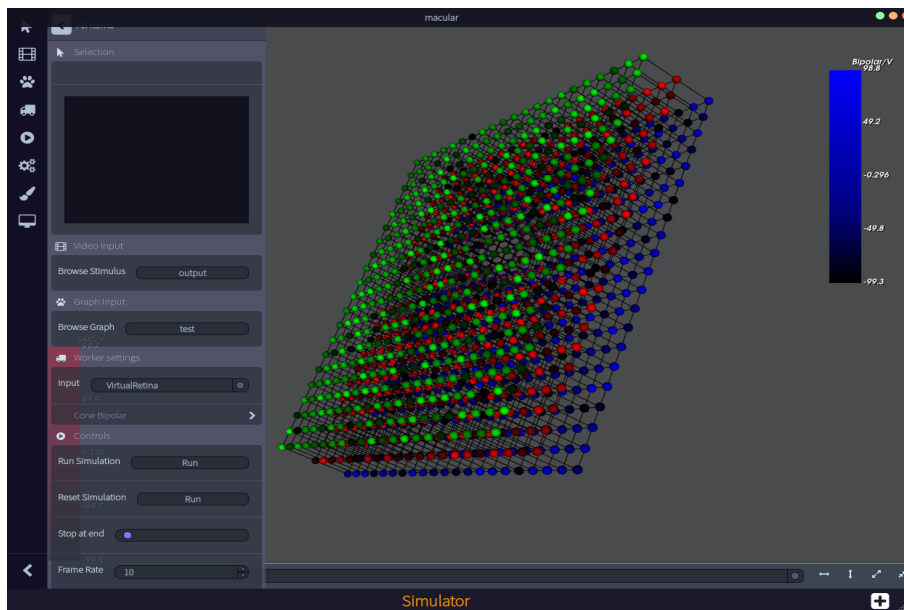 macular
All Items
Selection
Video Input
Browse Stimulus output
Graph Input
Browse Graph test
Worker settings
Input VirtualRetina
Cone Bipolar
Controls
Run Simulation Run
Reset Simulation Run
Stop at end
Frame Rate 10
Bipolar/V
98.8
49.2
-0.296
-49.8
-99.3
Simulator